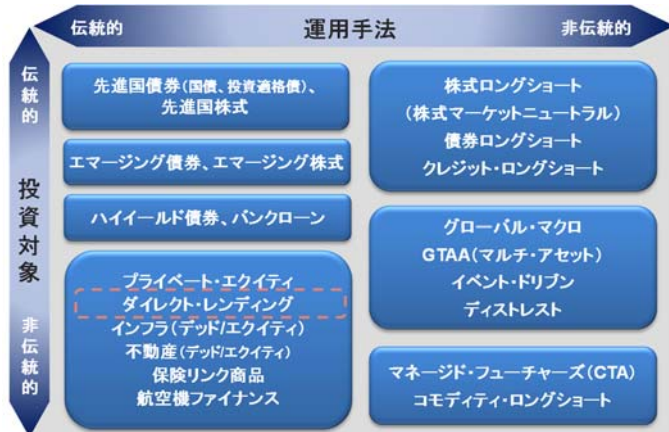 伝統的
運用手法
非伝統的
伝統的
投資対象
非伝統的
先進国債券(国債、投資適格債)、
先進国株式
エマージング債券、エマージング株式
ハイイールド債券、バンクローン
プライベート・エクイティ
ダイレクト・レンディング
インフラ(デッド/エクイティ)
不動産(デッド/エクイティ)
保険リンク商品
航空機ファイナンス
株式ロングショート
(株式マーケットニュートラル)
債券ロングショート
クレジット・ロングショート
グローバル・マクロ
GTAA(マルチ・アセット)
イベント・ドリブン
ディストレスト
マネージド・フューチャーズ(CTA)
コモディティ・ロングショート